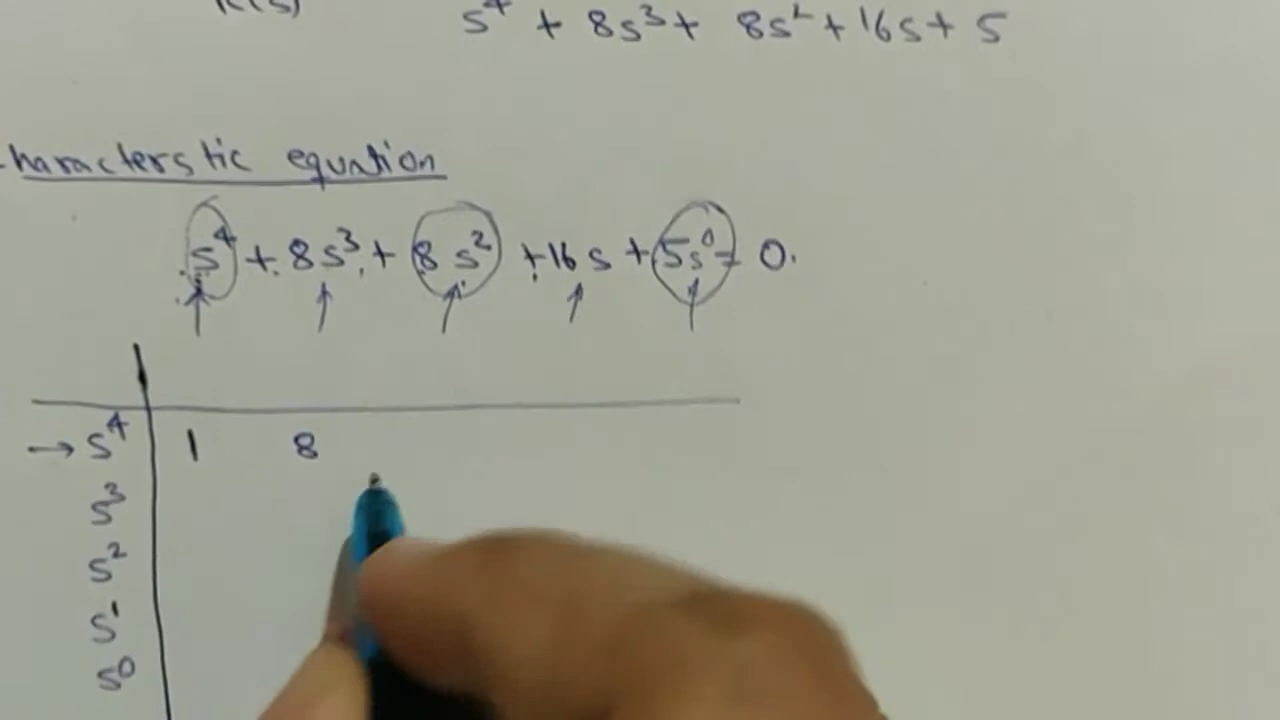 s⁴ + 8s³ + 8s² + 16s + 5
haracterstic equation
s⁴ + 8s³ + 8s² + 16s + 5s⁰ = 0.
→ s⁴ 1 8
s³
s²
s¹
s⁰